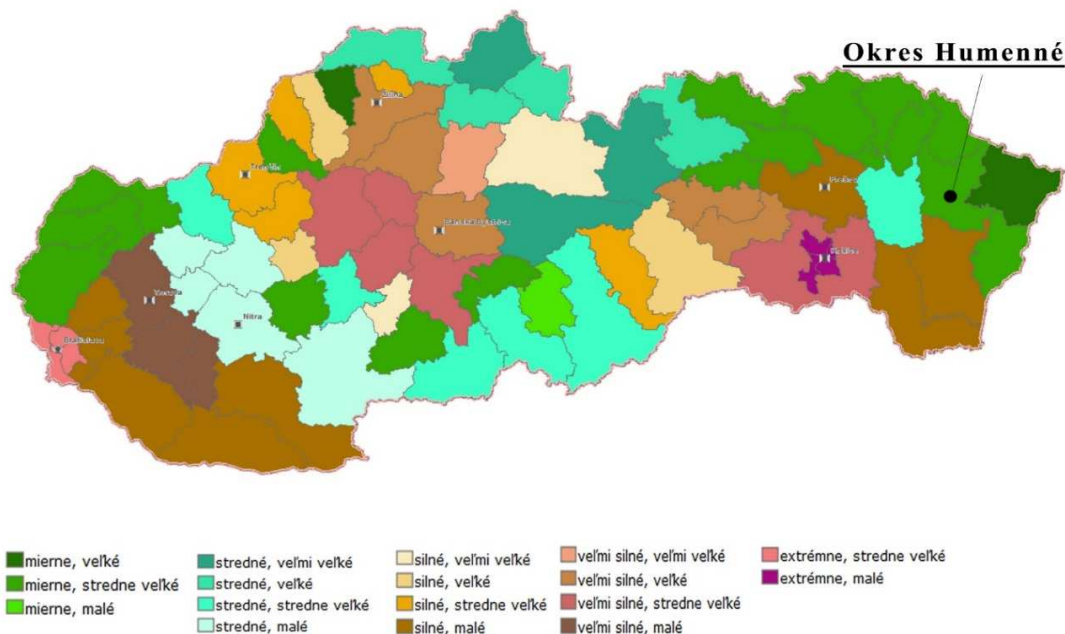 Okres Humenné
Nitra
mierne, veľké
mierne, stredne veľké
mierne, malé
stredné, veľmi veľké
stredné, veľké
stredné, stredne veľké
stredné, malé
silné, veľmi veľké
silné, veľké
silné, stredne veľké
silné, malé
veľmi silné, veľmi veľké
veľmi silné, veľké
veľmi silné, stredne veľké
veľmi silné, malé
extrémne, stredne veľké
extrémne, malé